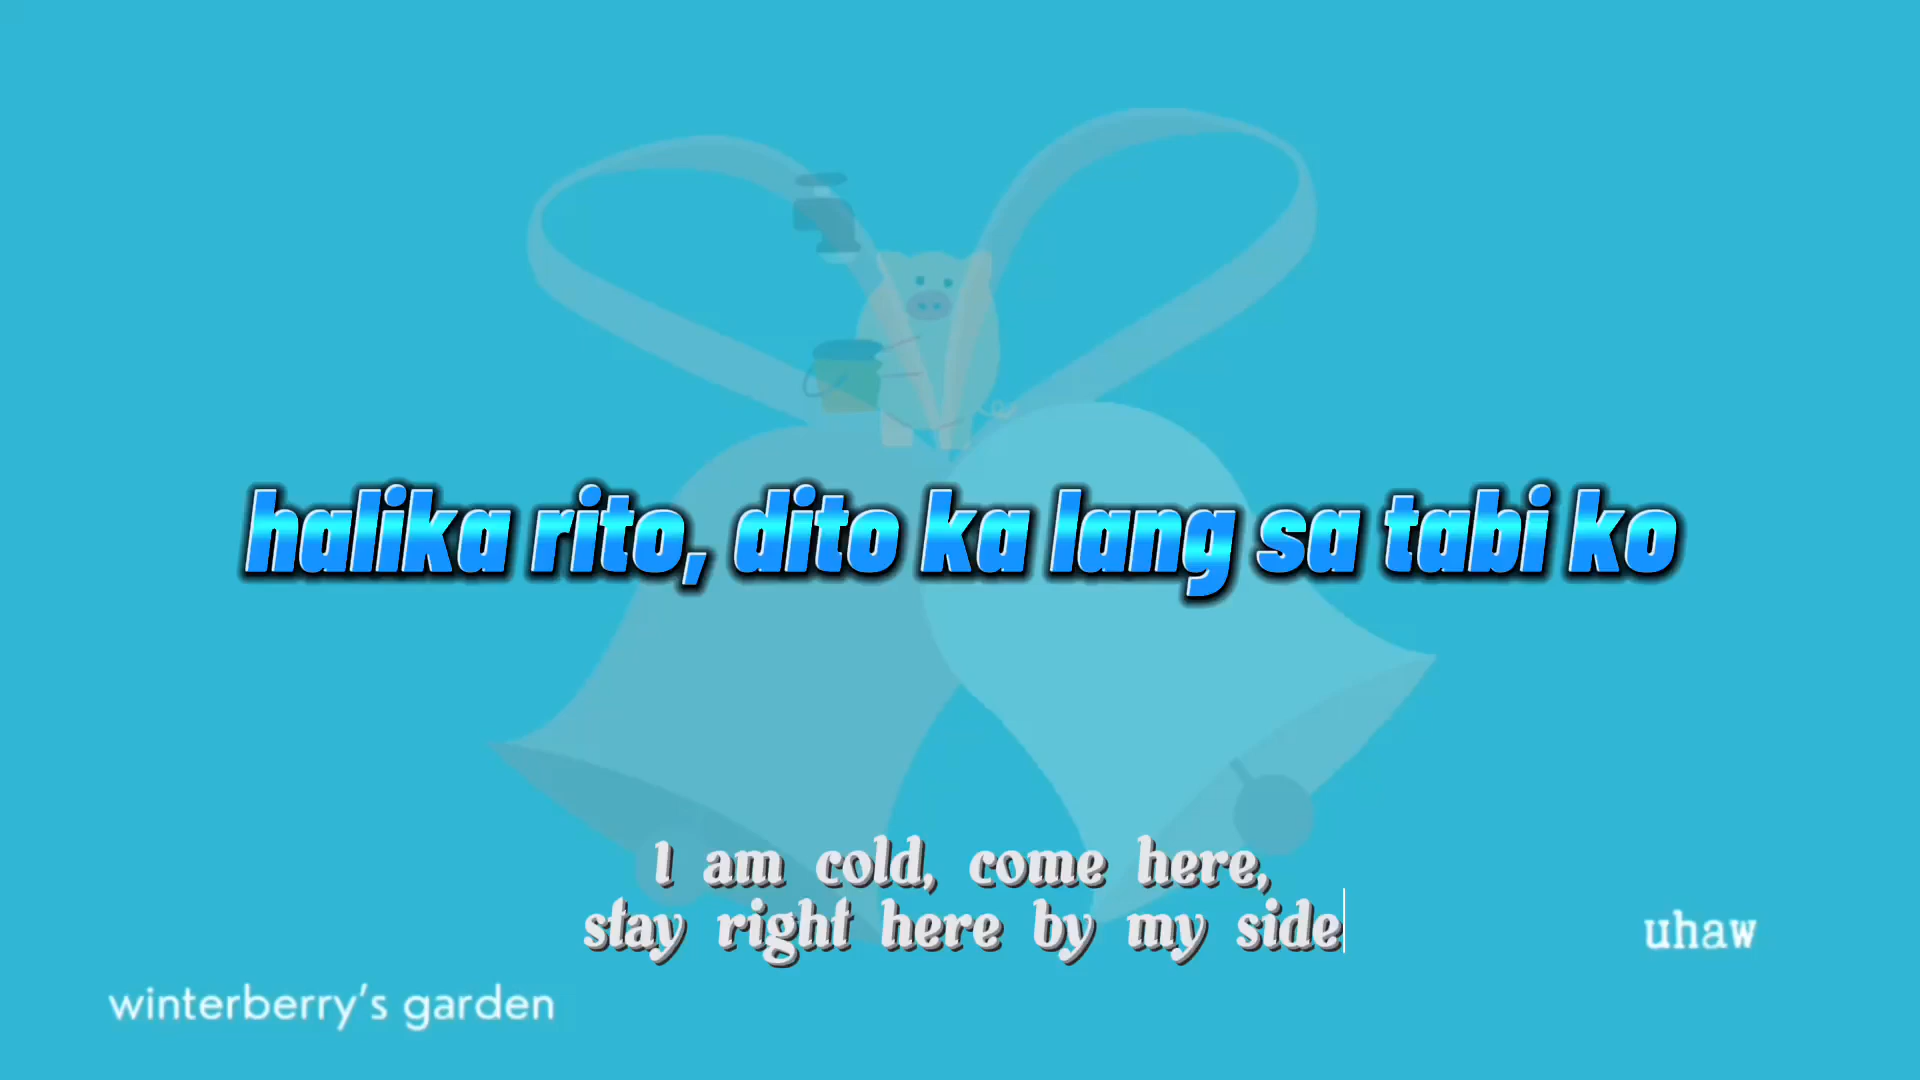 halika rito, dito ka lang sa tabi ko
I am cold, come here,
stay right here by my side
uhaw
winterberry's garden